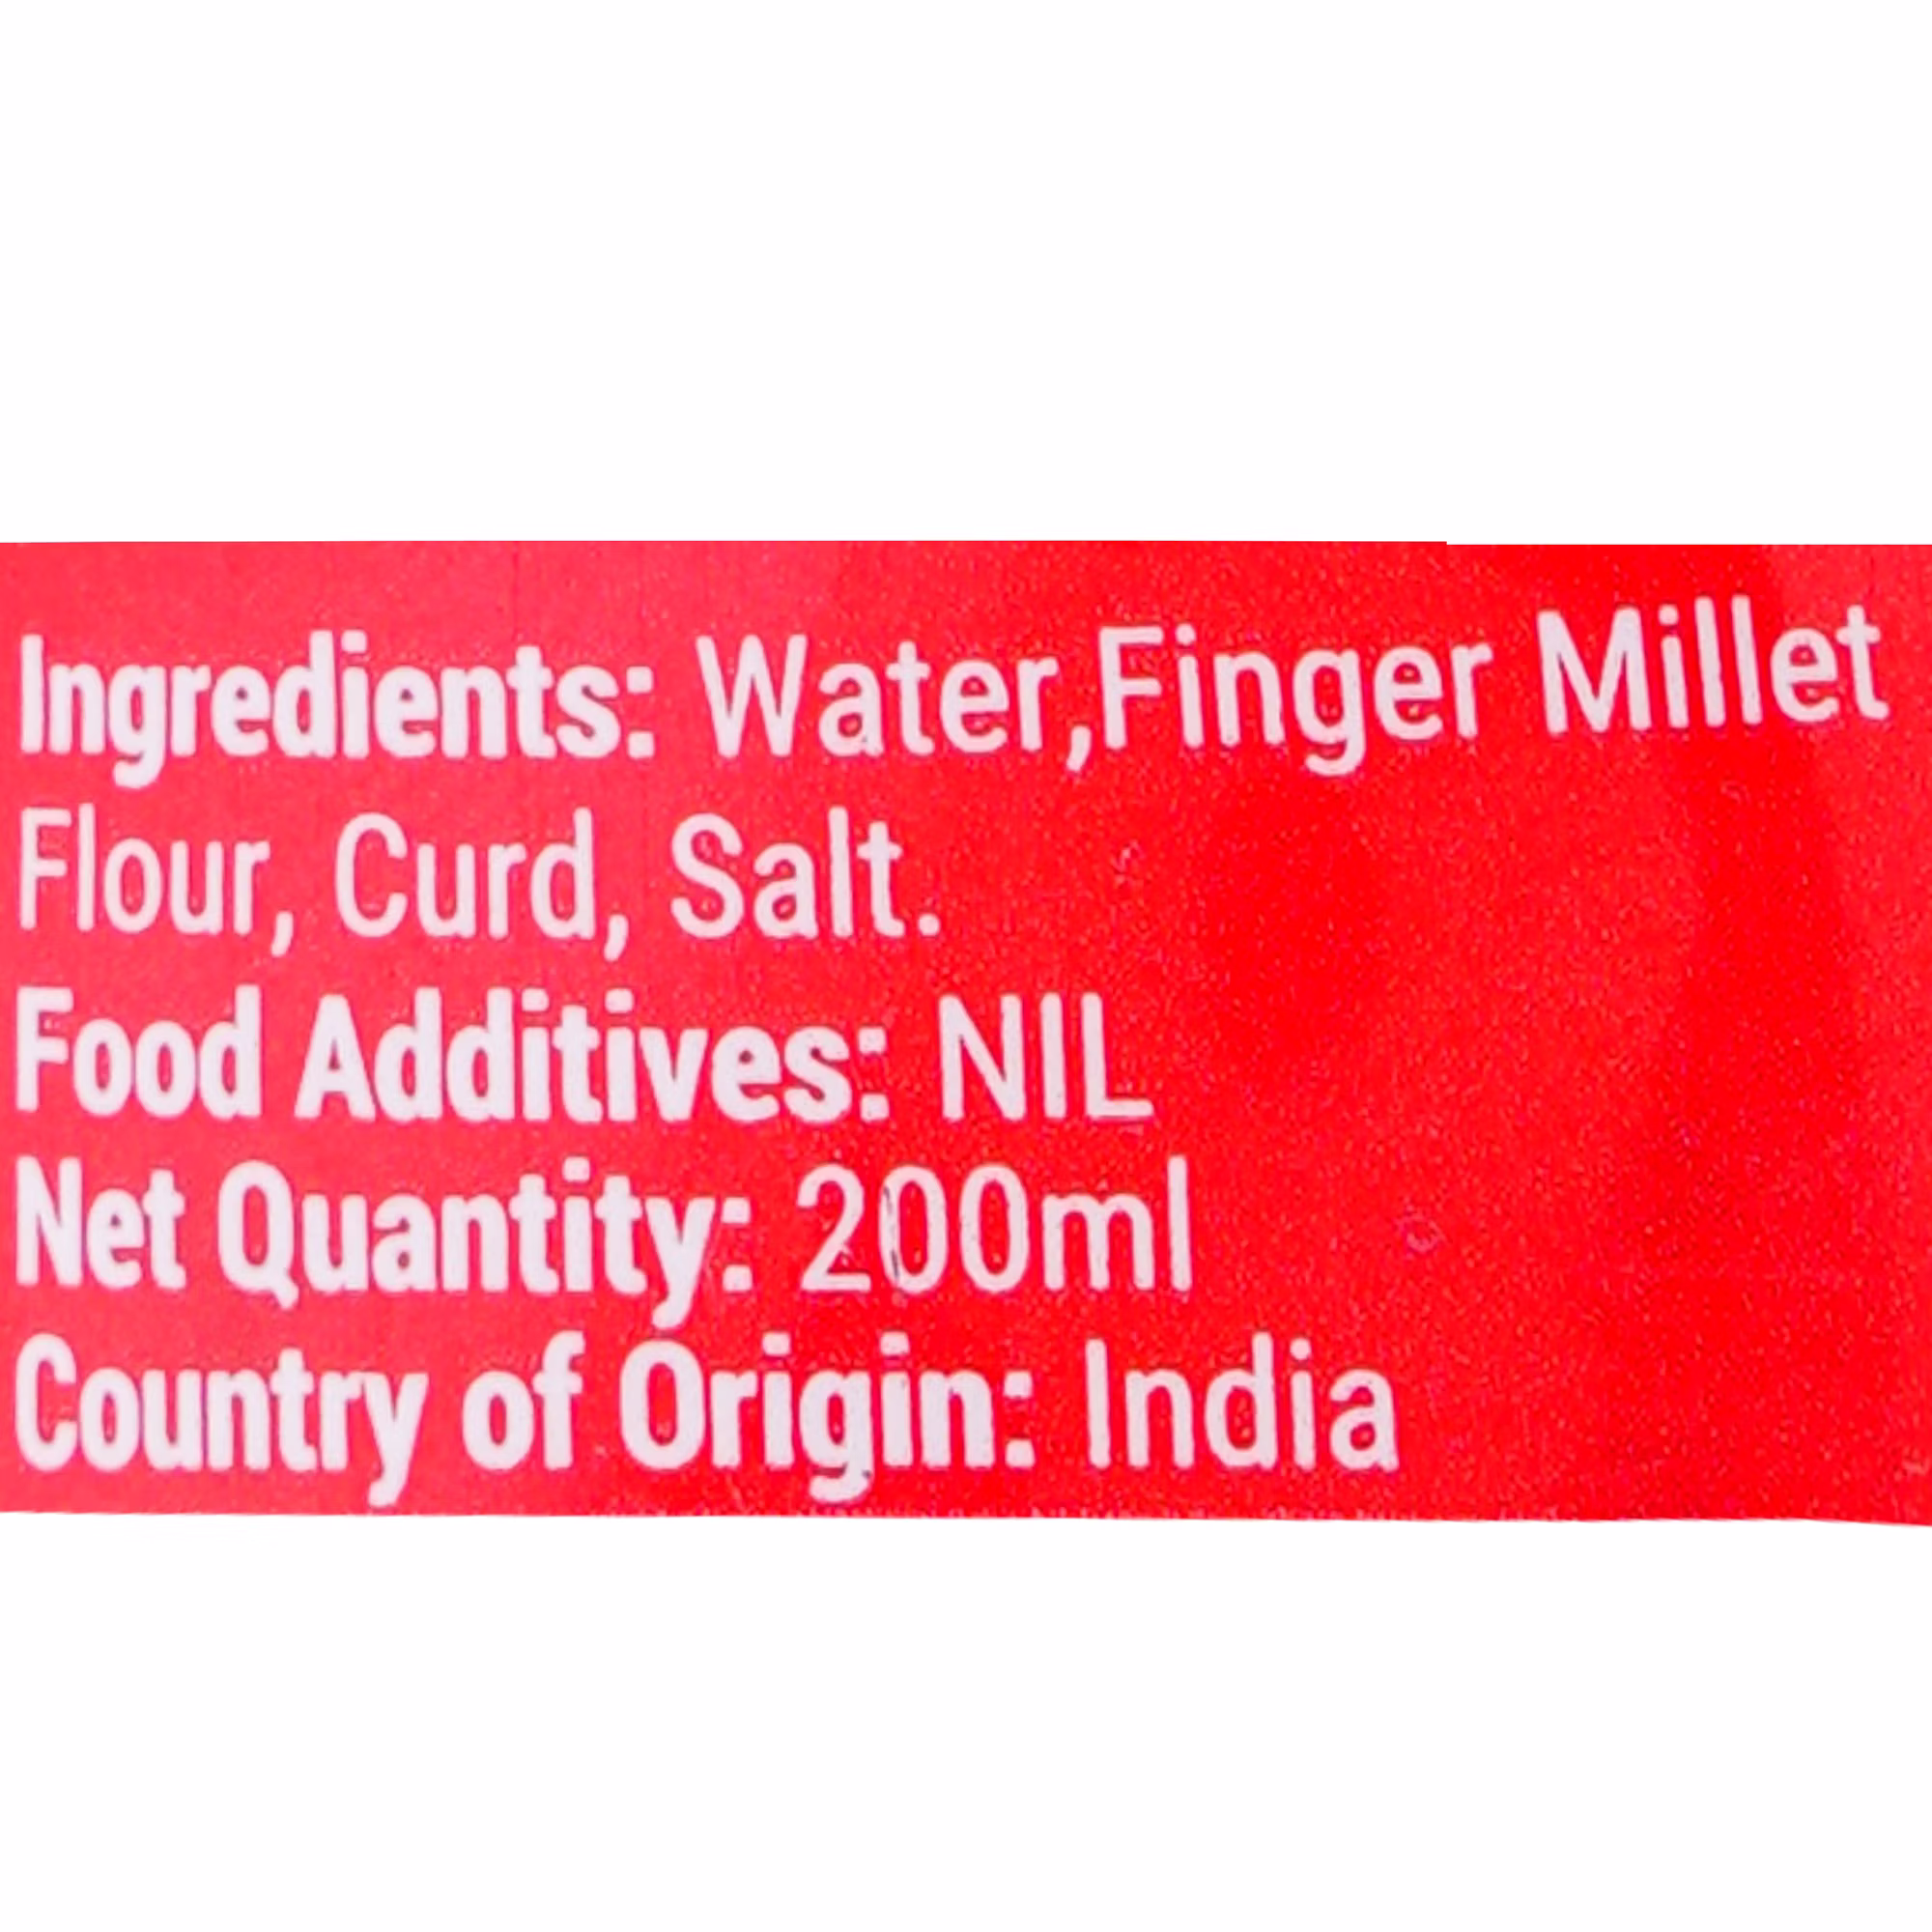 Ingredients: Water,Finger Millet
Flour, Curd, Salt.
Food Additives: NIL
Net Quantity: 200ml
Country of Origin: India